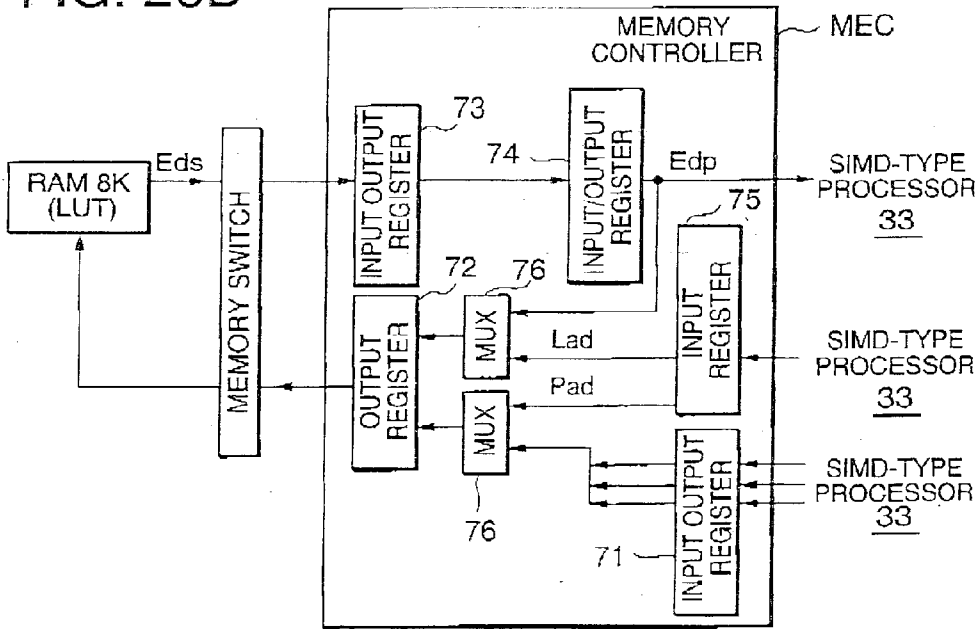 MEMORY
CONTROLLER
MEC
73
INPUT OUTPUT
REGISTER
74
INPUT/OUTPUT
REGISTER
Eds
Edp
RAM 8K
(LUT)
MEMORY SWITCH
SIMD-TYPE
PROCESSOR
33
75
INPUT
REGISTER
72
OUTPUT
REGISTER
76
MUX
Lad
SIMD-TYPE
PROCESSOR
33
Pad
MUX
76
71
INPUT OUTPUT
REGISTER
SIMD-TYPE
PROCESSOR
33